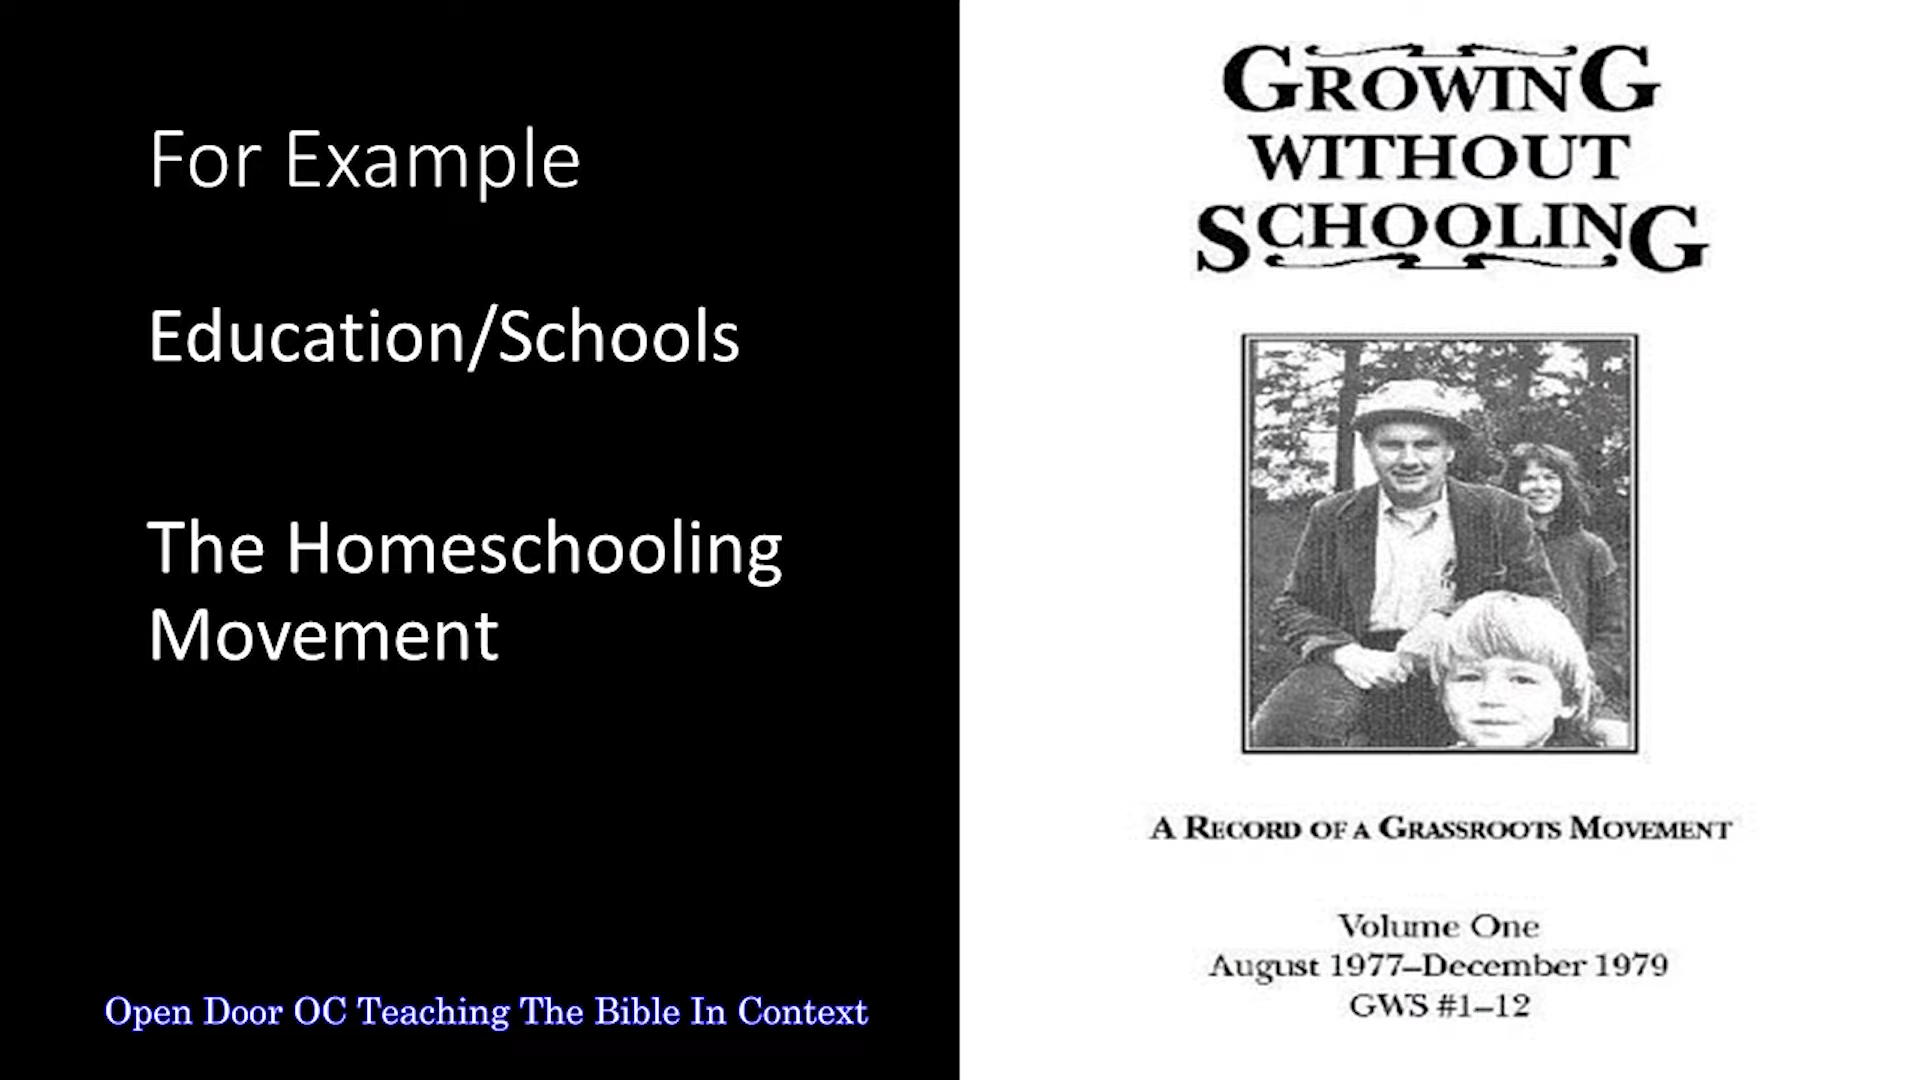 For Example
Education/Schools
The Homeschooling
Movement
Open Door OC Teaching The Bible In Context
GROWING
WITHOUT
SCHOOLING
A RECORD OF A GRASSROOTS MOVEMENT
Volume One
August 1977–December 1979
GWS #1–12